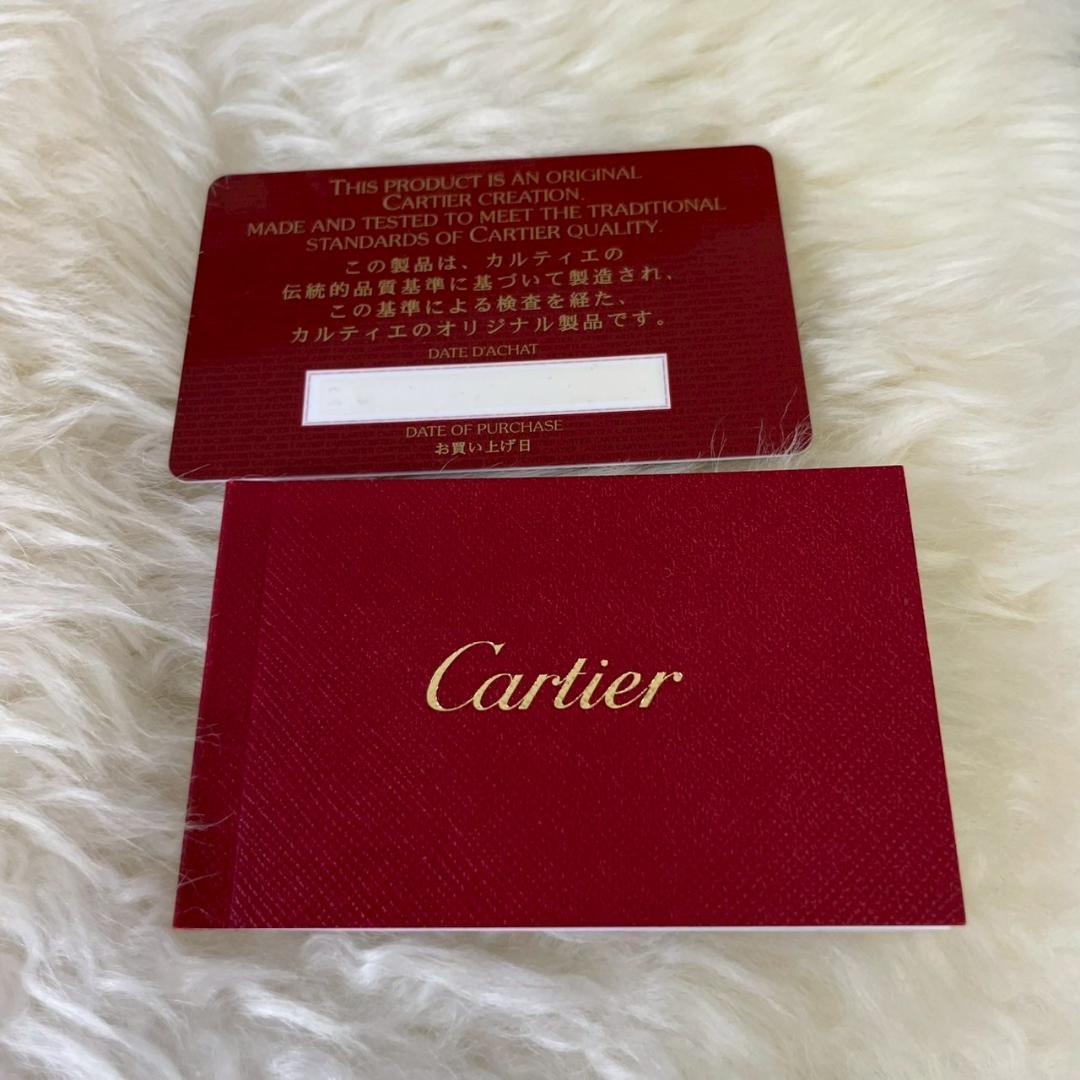 THIS PRODUCT IS AN ORIGINAL
CARTIER CREATION.
MADE AND TESTED TO MEET THE TRADITIONAL
STANDARDS OF CARTIER QUALITY.
この製品は、カルティエの
伝統的品質基準に基づいて製造され、
この基準による検査を経た、
カルティエのオリジナル製品です。
DATE D'ACHAT
DATE OF PURCHASE
お買い上げ日
Cartier